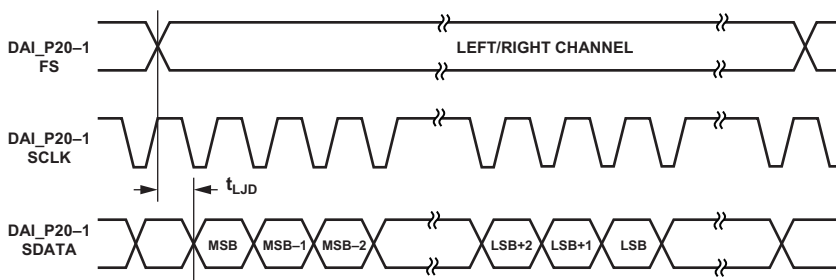 DAI_P20–1
FS
LEFT/RIGHT CHANNEL
DAI_P20–1
SCLK
tLJD
DAI_P20–1
SDATA
MSB
MSB–1
MSB–2
LSB+2
LSB+1
LSB